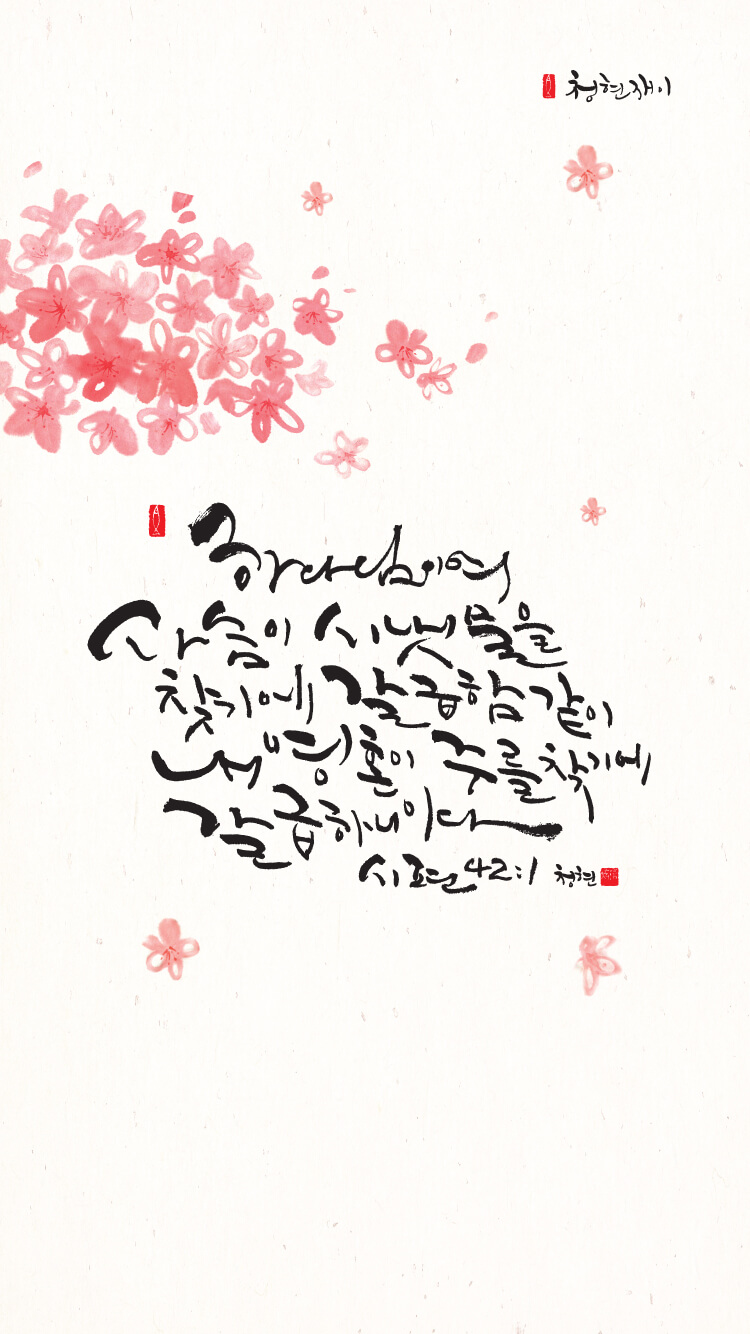 청현재이
하나님이여
사슴이 시냇물을
찾기에 갈급함 같이
내 영혼이 주를 찾기에
갈급하니이다
시편 42:1 청현